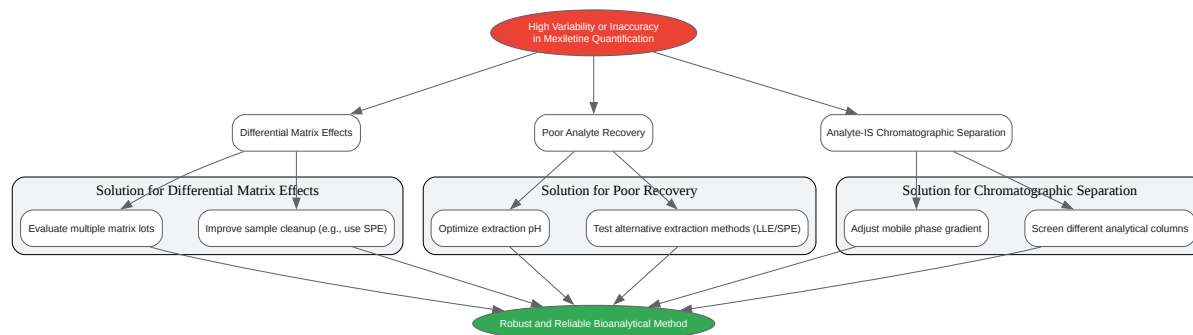 High Variability or Inaccuracy
in Mexiletine Quantification
Differential Matrix Effects
Poor Analyte Recovery
Analyte-IS Chromatographic Separation
Solution for Differential Matrix Effects
Solution for Poor Recovery
Solution for Chromatographic Separation
Evaluate multiple matrix lots
Improve sample cleanup (e.g., use SPE)
Optimize extraction pH
Test alternative extraction methods (LLE/SPE)
Adjust mobile phase gradient
Screen different analytical columns
Robust and Reliable Bioanalytical Method